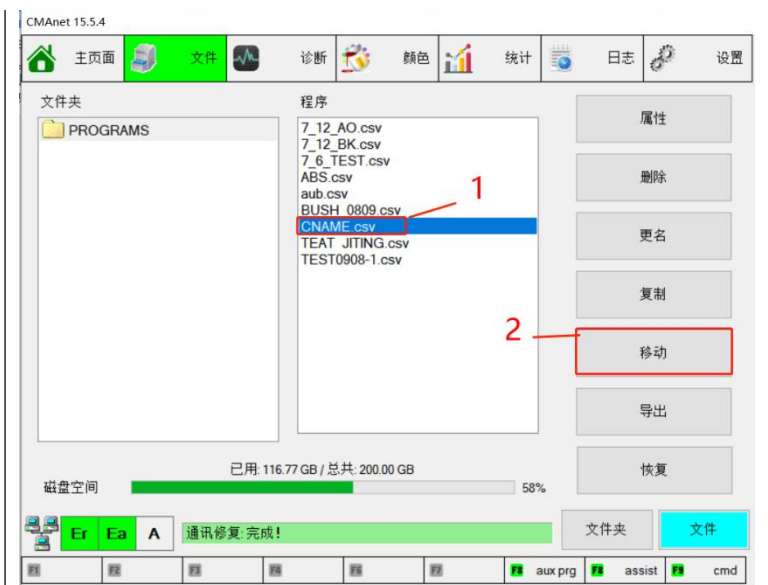 CMAnet 15.5.4
主页面 文件 诊断 颜色 统计 日志 设置
文件夹
程序
PROGRAMS
7_12_AO.csv
7_12_BK.csv
7_6_TEST.csv
ABS.csv
aub.csv
BUSH_0809.csv
CNAME.csv
TEAT_JITING.csv
TEST0908-1.csv
1
2
属性
删除
更名
复制
移动
导出
恢复
已用: 116.77 GB / 总共: 200.00 GB
磁盘空间
58%
Er Ea A 通讯修复: 完成! 文件夹 文件
F1 F2 F3 F6 F7 F8 aux prg F8 assist F9 cmd